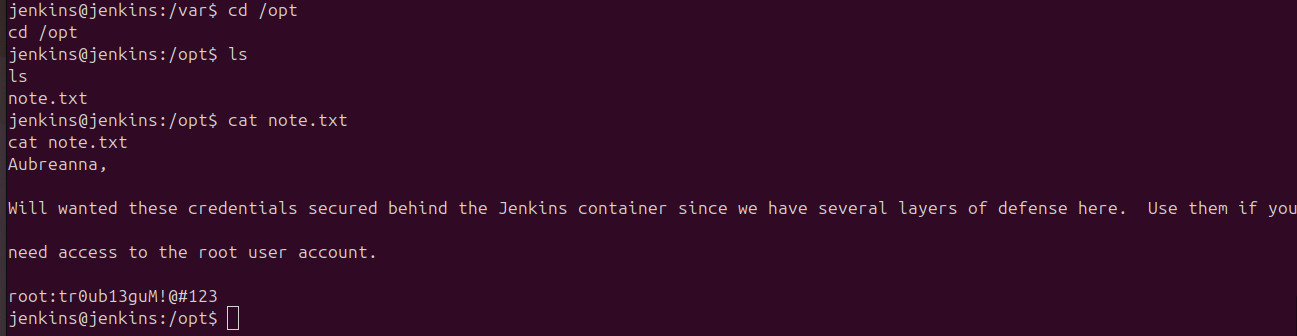 jenkins@jenkins:/var$ cd /opt
cd /opt
jenkins@jenkins:/opt$ ls
ls
note.txt
jenkins@jenkins:/opt$ cat note.txt
cat note.txt
Aubreanna,
Will wanted these credentials secured behind the Jenkins container since we have several layers of defense here.  Use them if you
need access to the root user account.
root:tr0ub13guM!@#123
jenkins@jenkins:/opt$